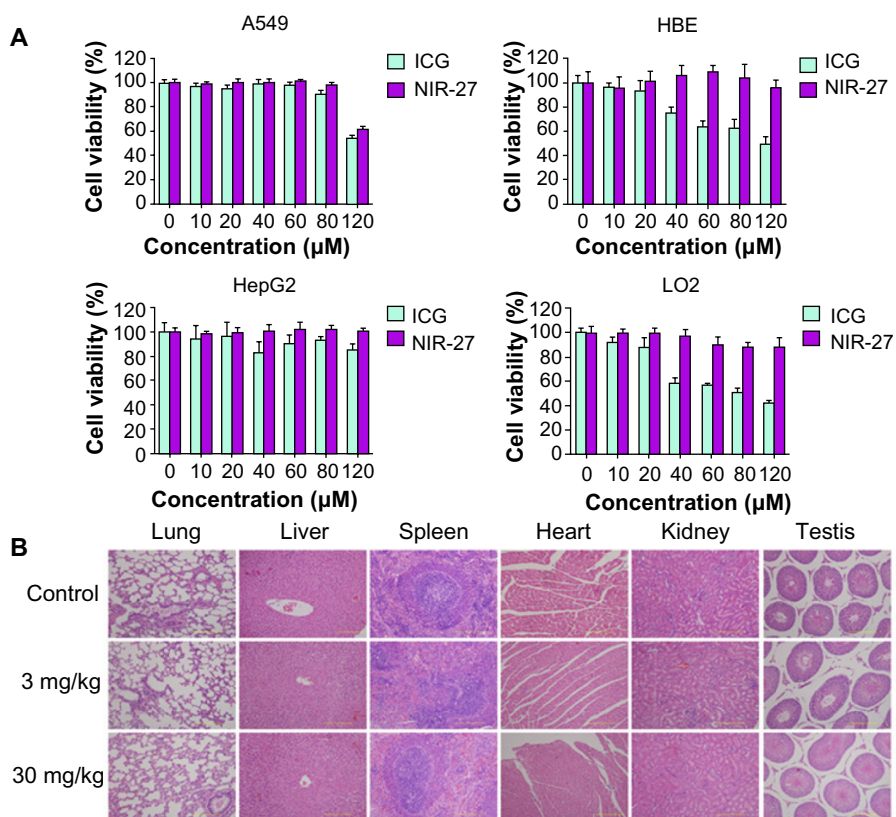 A
A549
Cell viability (%)
120
100
80
60
40
20
0
0 10 20 40 60 80 120
Concentration (µM)
ICG
NIR-27
HBE
Cell viability (%)
120
100
80
60
40
20
0
0 10 20 40 60 80 120
Concentration (µM)
ICG
NIR-27
HepG2
Cell viability (%)
120
100
80
60
40
20
0
0 10 20 40 60 80 120
Concentration (µM)
ICG
NIR-27
LO2
Cell viability (%)
120
100
80
60
40
20
0
0 10 20 40 60 80 120
Concentration (µM)
ICG
NIR-27
B
Lung Liver Spleen Heart Kidney Testis
Control
3 mg/kg
30 mg/kg